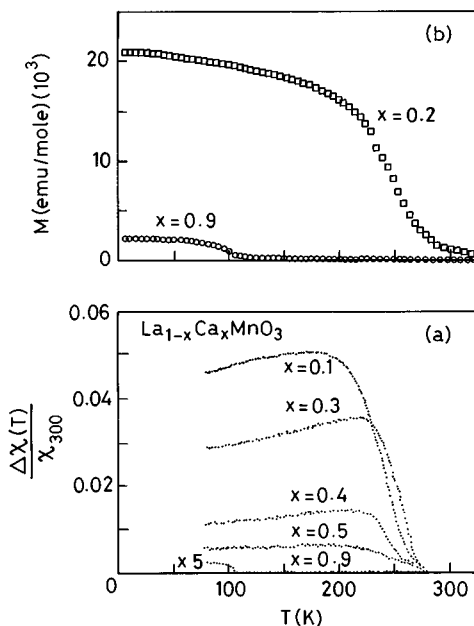 (b)
20
10
0
M (emu/mole) (10³)
x=0.2
x=0.9
0.06
La₁₋ₓCaₓMnO₃
(a)
0.04
0.02
0
Δχ(T)
χ₃₀₀
x=0.1
x=0.3
x=0.4
x=0.5
x 5
x=0.9
0 100 200 300
T(K)